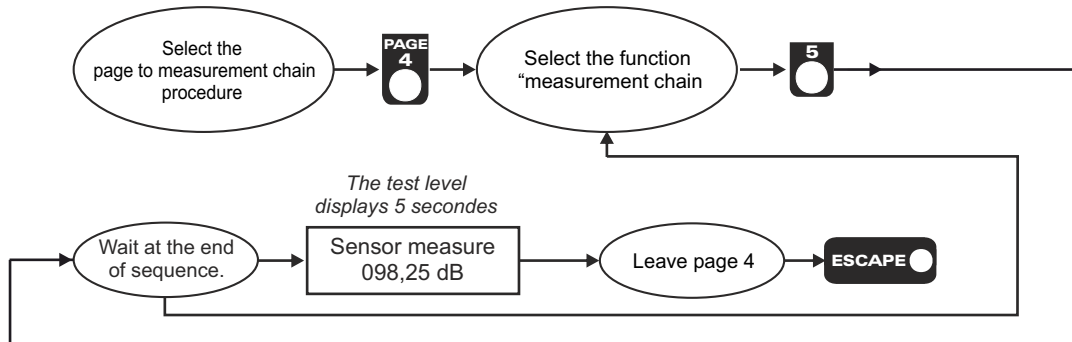 Select the
page to measurement chain
procedure
PAGE
4
Select the function
“measurement chain
5
The test level
displays 5 secondes
Wait at the end
of sequence.
Sensor measure
098,25 dB
Leave page 4
ESCAPE